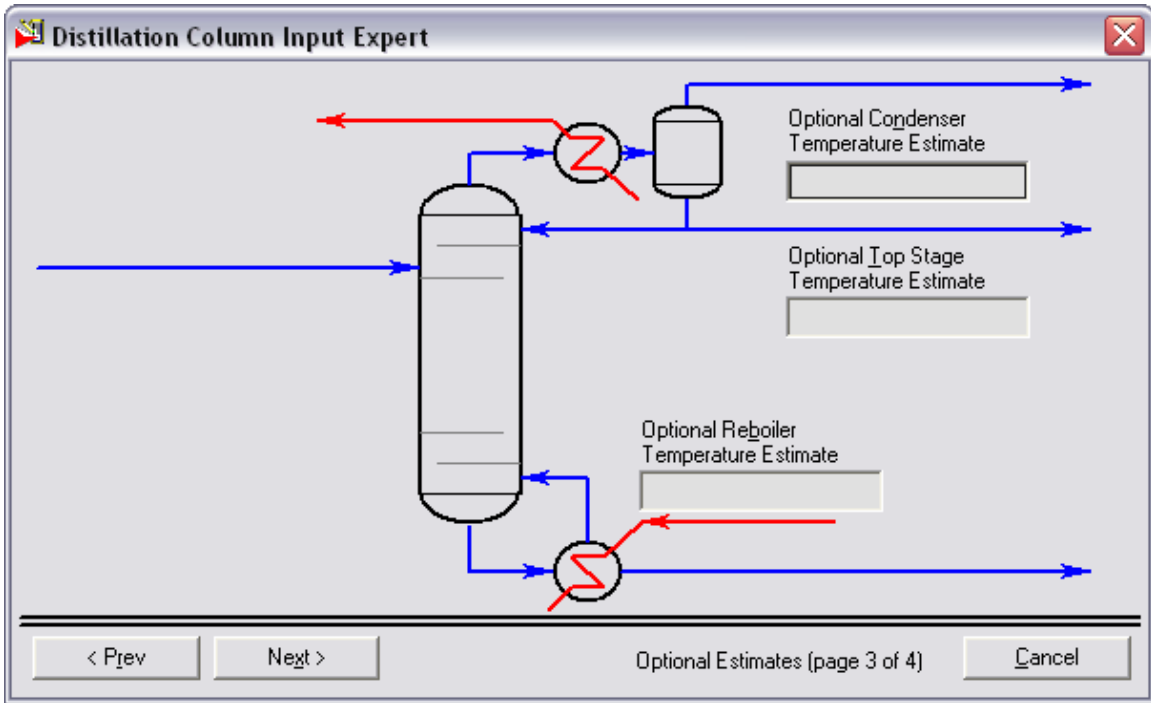 Distillation Column Input Expert
Optional Condenser
Temperature Estimate
Optional Top Stage
Temperature Estimate
Optional Reboiler
Temperature Estimate
< Prev
Next >
Optional Estimates (page 3 of 4)
Cancel